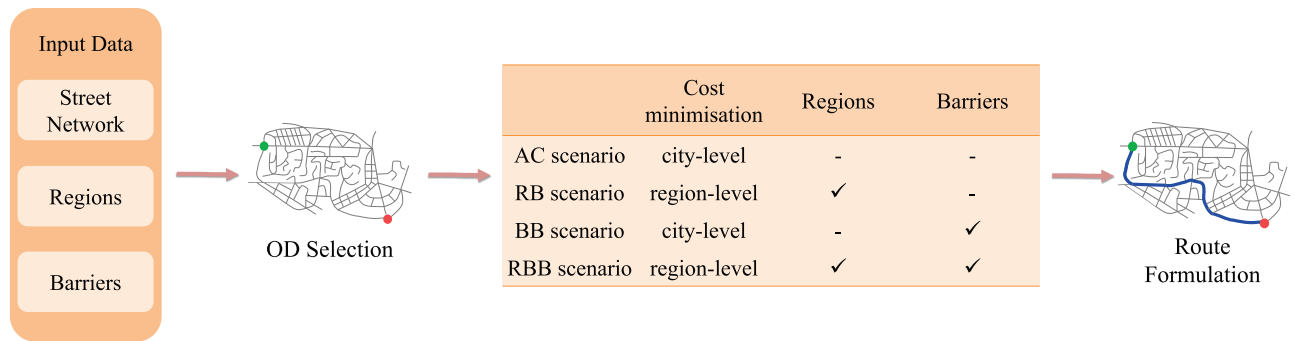 Input Data
Street
Network
Regions
Barriers
OD Selection
Cost
minimisation Regions Barriers
AC scenario city-level - -
RB scenario region-level ✓ -
BB scenario city-level - ✓
RBB scenario region-level ✓ ✓
Route
Formulation